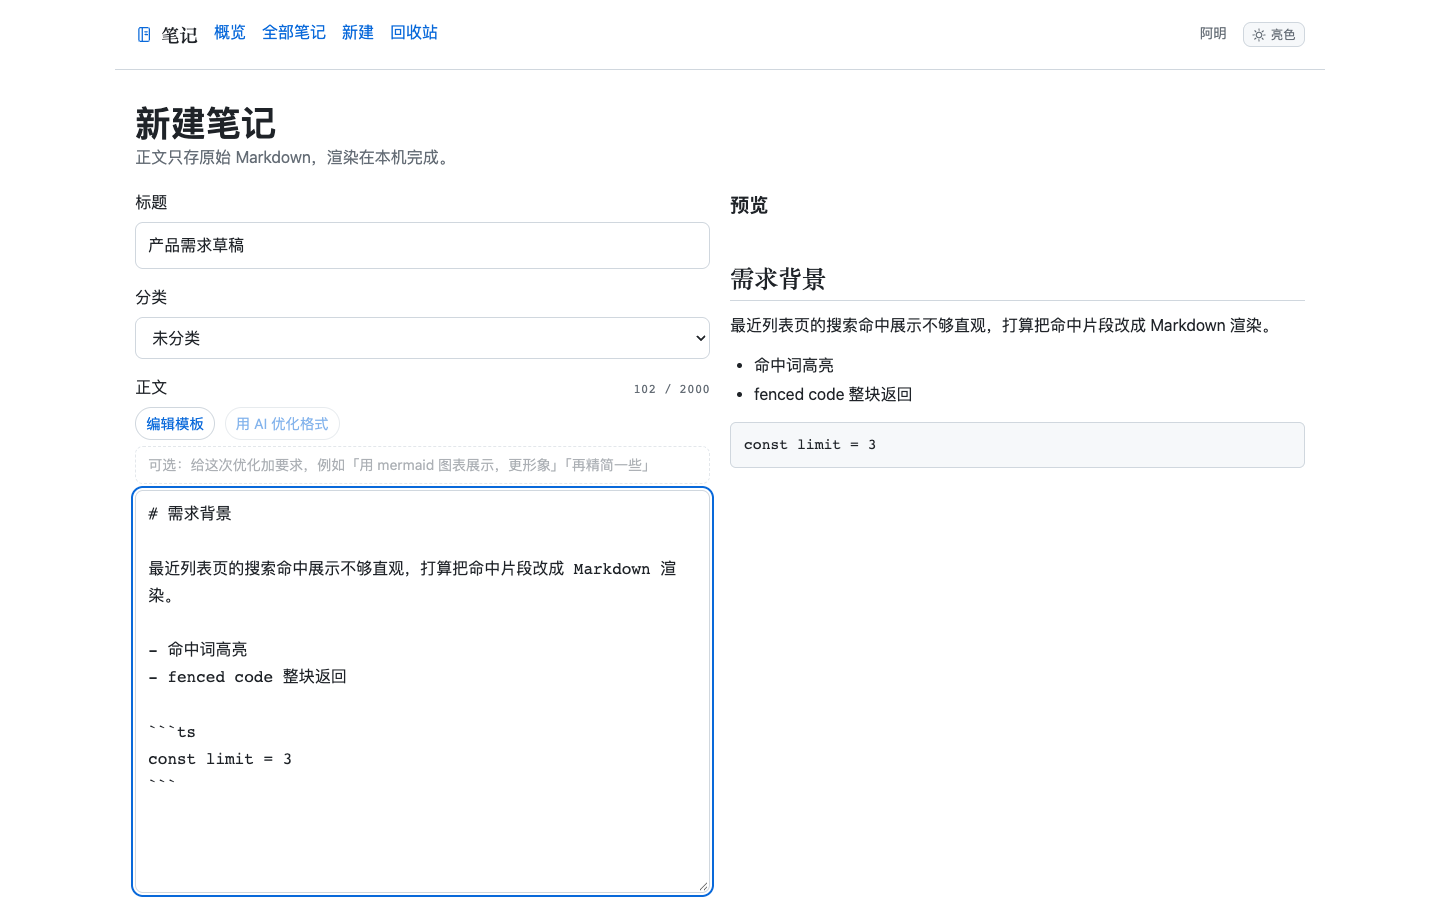 笔记 概览 全部笔记 新建 回收站 阿明 亮色
新建笔记
正文只存原始 Markdown，渲染在本机完成。
标题
产品需求草稿
分类
未分类
正文 102 / 2000
编辑模板 用 AI 优化格式
可选：给这次优化加要求，例如「用 mermaid 图表展示，更形象」「再精简一些」
# 需求背景
最近列表页的搜索命中展示不够直观，打算把命中片段改成 Markdown 渲
染。
- 命中词高亮
- fenced code 整块返回
```ts
const limit = 3
```
预览
需求背景
最近列表页的搜索命中展示不够直观，打算把命中片段改成 Markdown 渲染。
• 命中词高亮
• fenced code 整块返回
const limit = 3